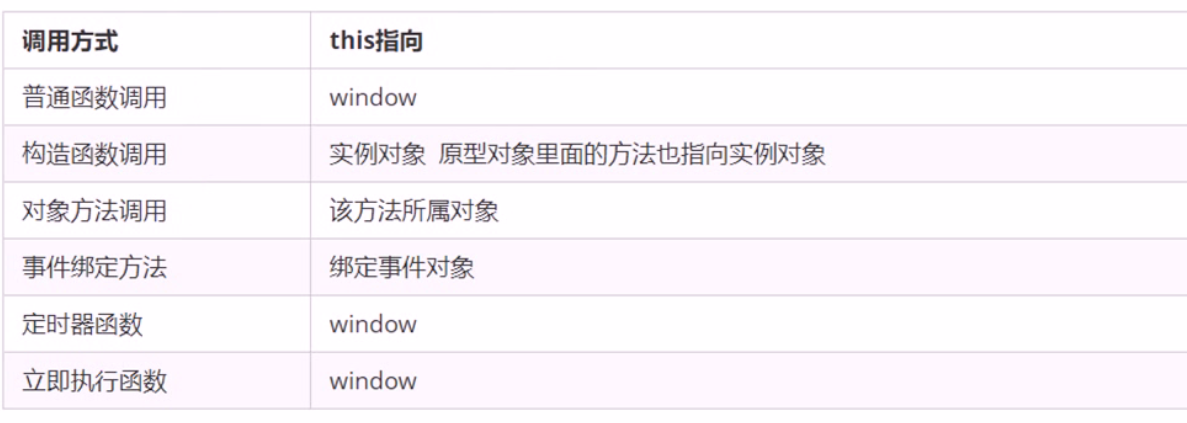 调用方式 this指向
普通函数调用 window
构造函数调用 实例对象 原型对象里面的方法也指向实例对象
对象方法调用 该方法所属对象
事件绑定方法 绑定事件对象
定时器函数 window
立即执行函数 window